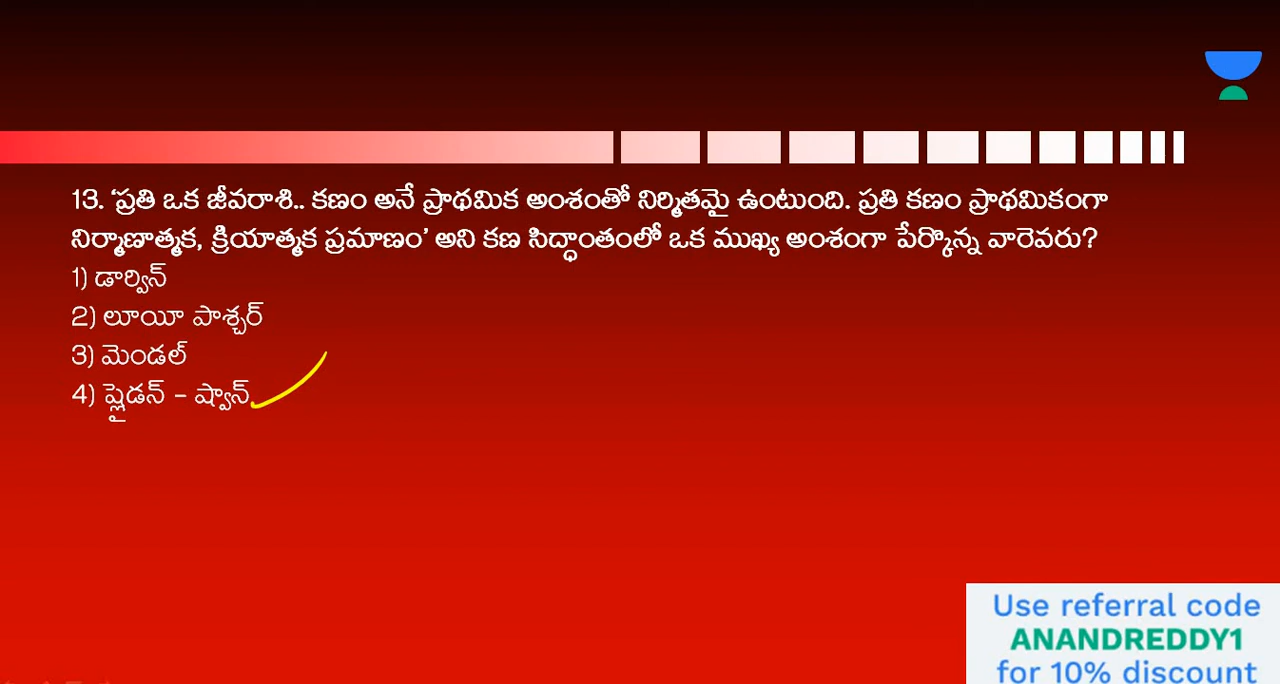 13. ‘ప్రతి ఒక జీవరాశి.. కణం అనే ప్రాథమిక అంశంతో నిర్మితమై ఉంటుంది. ప్రతి కణం ప్రాథమికంగా
నిర్మాణాత్మక, క్రియాత్మక ప్రమాణం’ అని కణ సిద్ధాంతంలో ఒక ముఖ్య అంశంగా పేర్కొన్న వారెవరు?
1) డార్విన్
2) లూయీ పాశ్చర్
3) మెండల్
4) ష్లైడన్ – ష్వాన్
Use referral code
ANANDREDDY1
for 10% discount